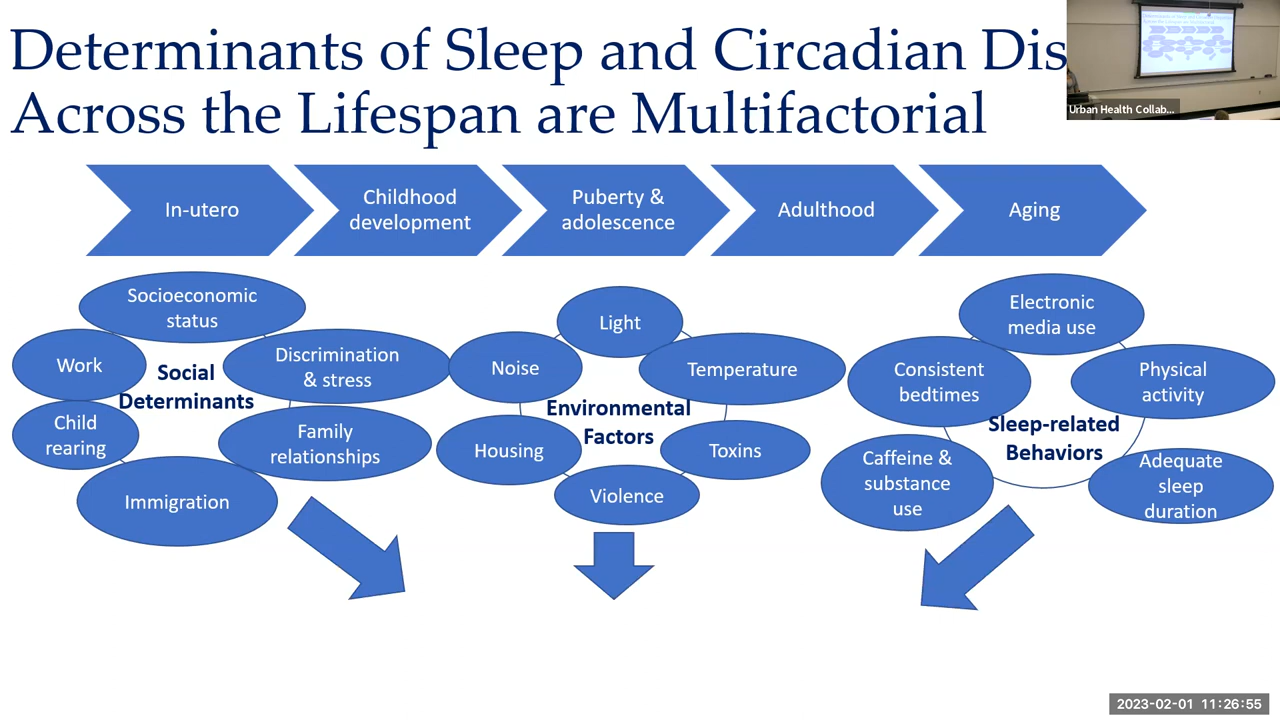 Determinants of Sleep and Circadian Dis
Across the Lifespan are Multifactorial
Urban Health Collab...
In-utero
Childhood
development
Puberty &
adolescence
Adulthood
Aging
Socioeconomic
status
Work
Discrimination
& stress
Social
Determinants
Child
rearing
Family
relationships
Immigration
Light
Noise
Temperature
Environmental
Factors
Housing
Toxins
Violence
Electronic
media use
Consistent
bedtimes
Physical
activity
Sleep-related
Behaviors
Caffeine &
substance
use
Adequate
sleep
duration
2023-02-01 11:26:55